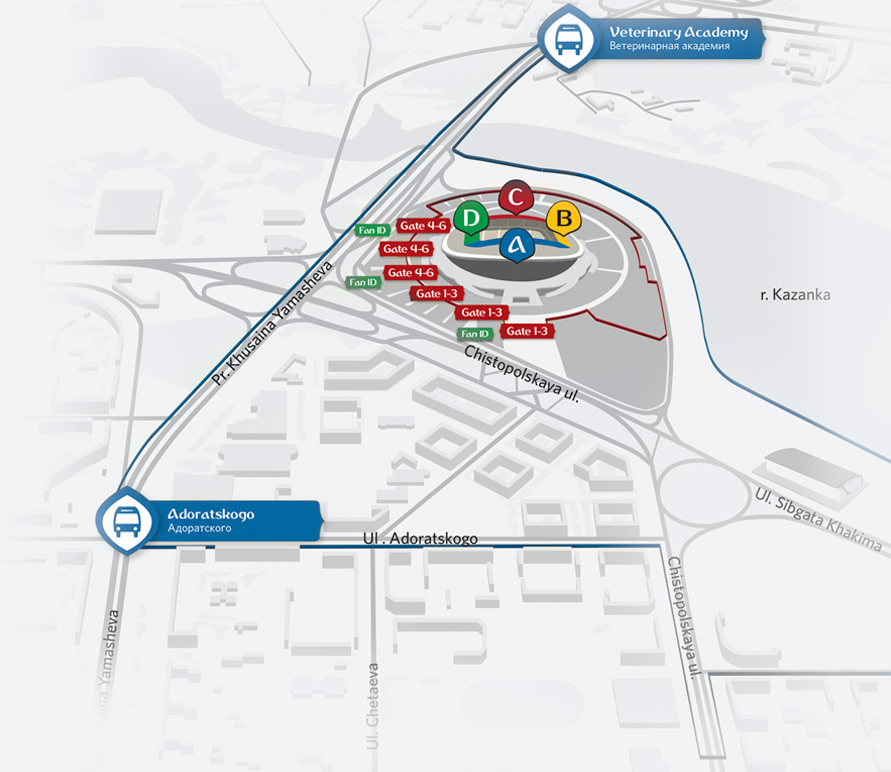 Veterinary Academy
Ветеринарная академия
C
D
B
A
Fan ID
Gate 4-6
Gate 4-6
Gate 4-6
Fan ID
Gate 1-3
Gate 1-3
Fan ID
Gate 1-3
r. Kazanka
Pr. Khusaina Yamasheva
Chistopolskaya ul.
Ul. Sibgata Khakima
Adoratskogo
Адоратского
Ul . Adoratskogo
Chistopolskaya ul.
ina Yamasheva
Ul. Chetaeva